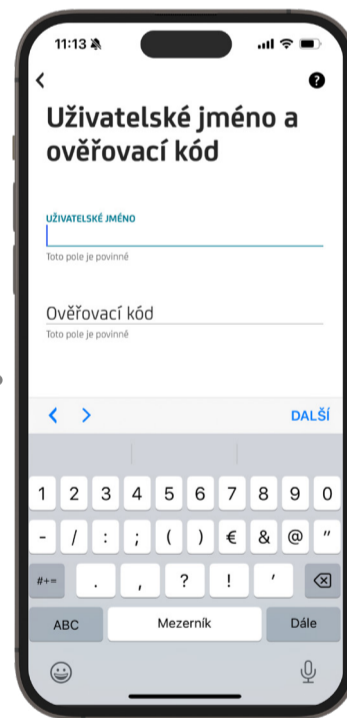 11:13
?
Uživatelské jméno a
ověřovací kód
UŽIVATELSKÉ JMÉNO
Toto pole je povinné
Ověřovací kód
Toto pole je povinné
DALŠÍ
1 2 3 4 5 6 7 8 9 0
- / : ; ( ) € & @ "
#+= . , ? ! '
ABC Mezerník Dále